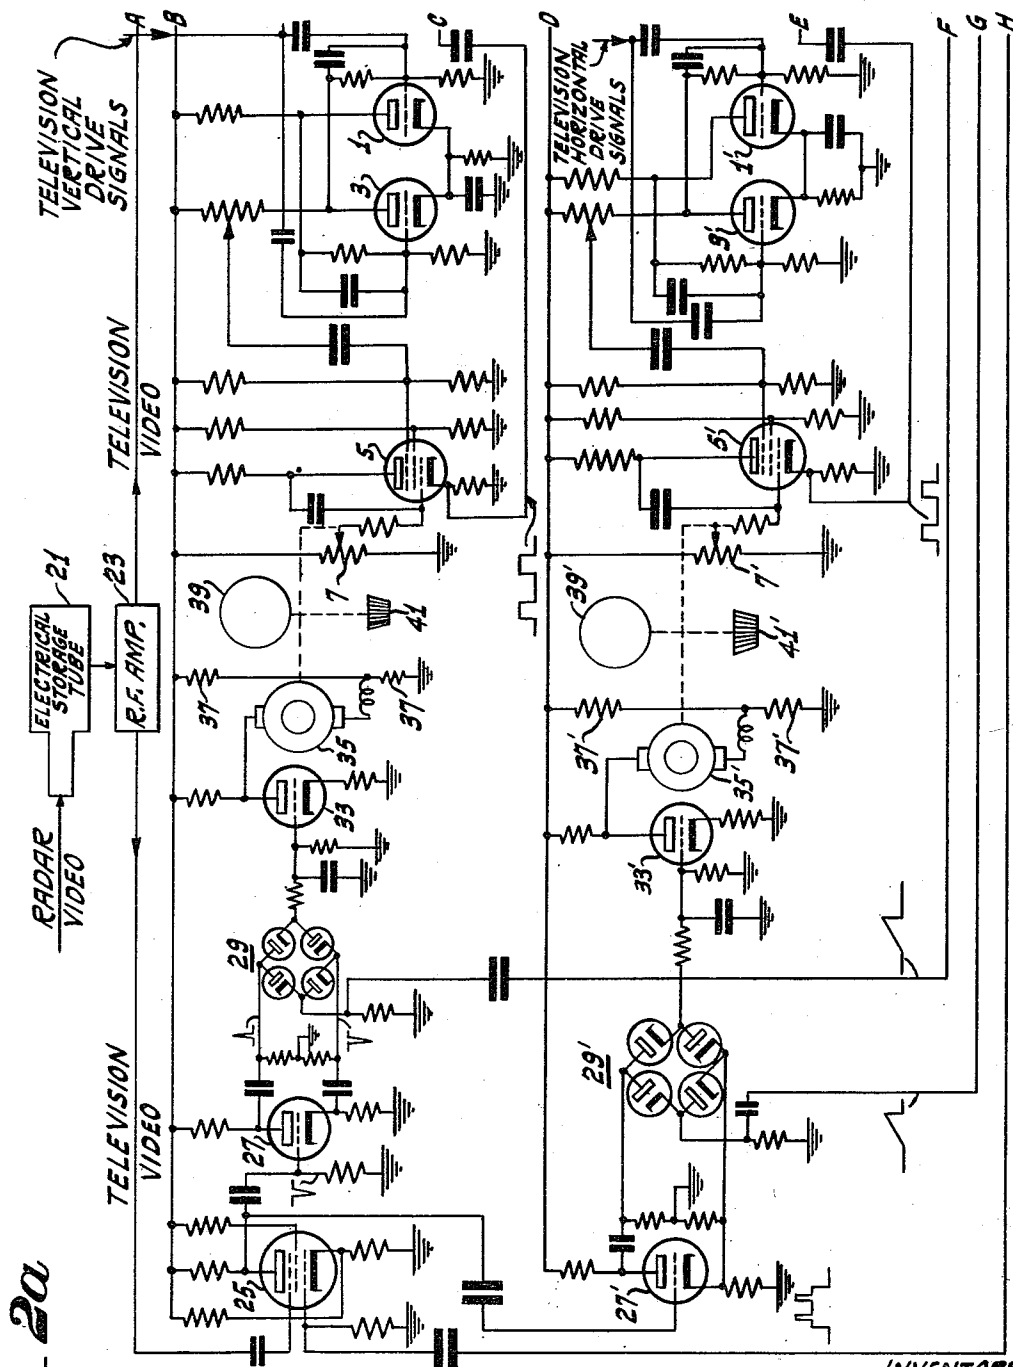 2a
RADAR
VIDEO
ELECTRICAL
STORAGE
TUBE
21
R.F. AMP.
23
TELEVISION
VIDEO
TELEVISION
VIDEO
TELEVISION
VERTICAL
DRIVE
SIGNALS
A
B
25
27
29
33
35
37
37
39
41
7
5
3
1
C
D
TELEVISION
HORIZONTAL
DRIVE
SIGNALS
27'
29'
33'
35'
37'
37'
39'
41'
7'
5'
9'
1'
E
F
G
H